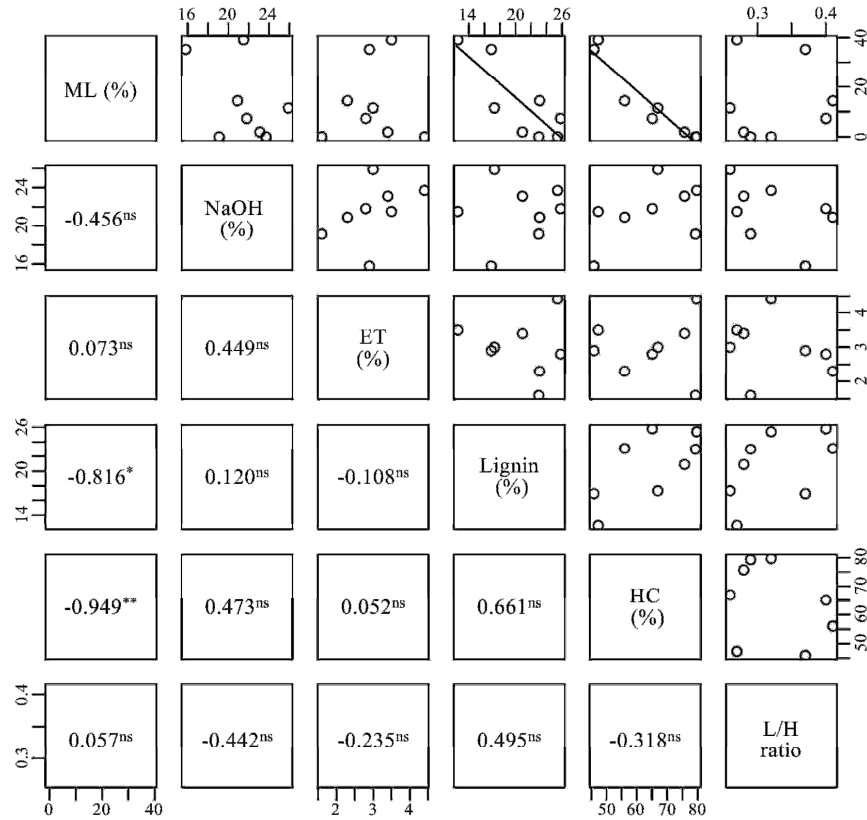 16 20 24
14 20 26
0.3 0.4
ML (%)
0 20 40
16 20 24
-0.456ns
NaOH
(%)
0.073ns
0.449ns
ET
(%)
2 3 4
14 20 26
-0.816*
0.120ns
-0.108ns
Lignin
(%)
-0.949**
0.473ns
0.052ns
0.661ns
HC
(%)
50 60 70 80
0.3 0.4
0.057ns
-0.442ns
-0.235ns
0.495ns
-0.318ns
L/H
ratio
0 20 40
2 3 4
50 60 70 80